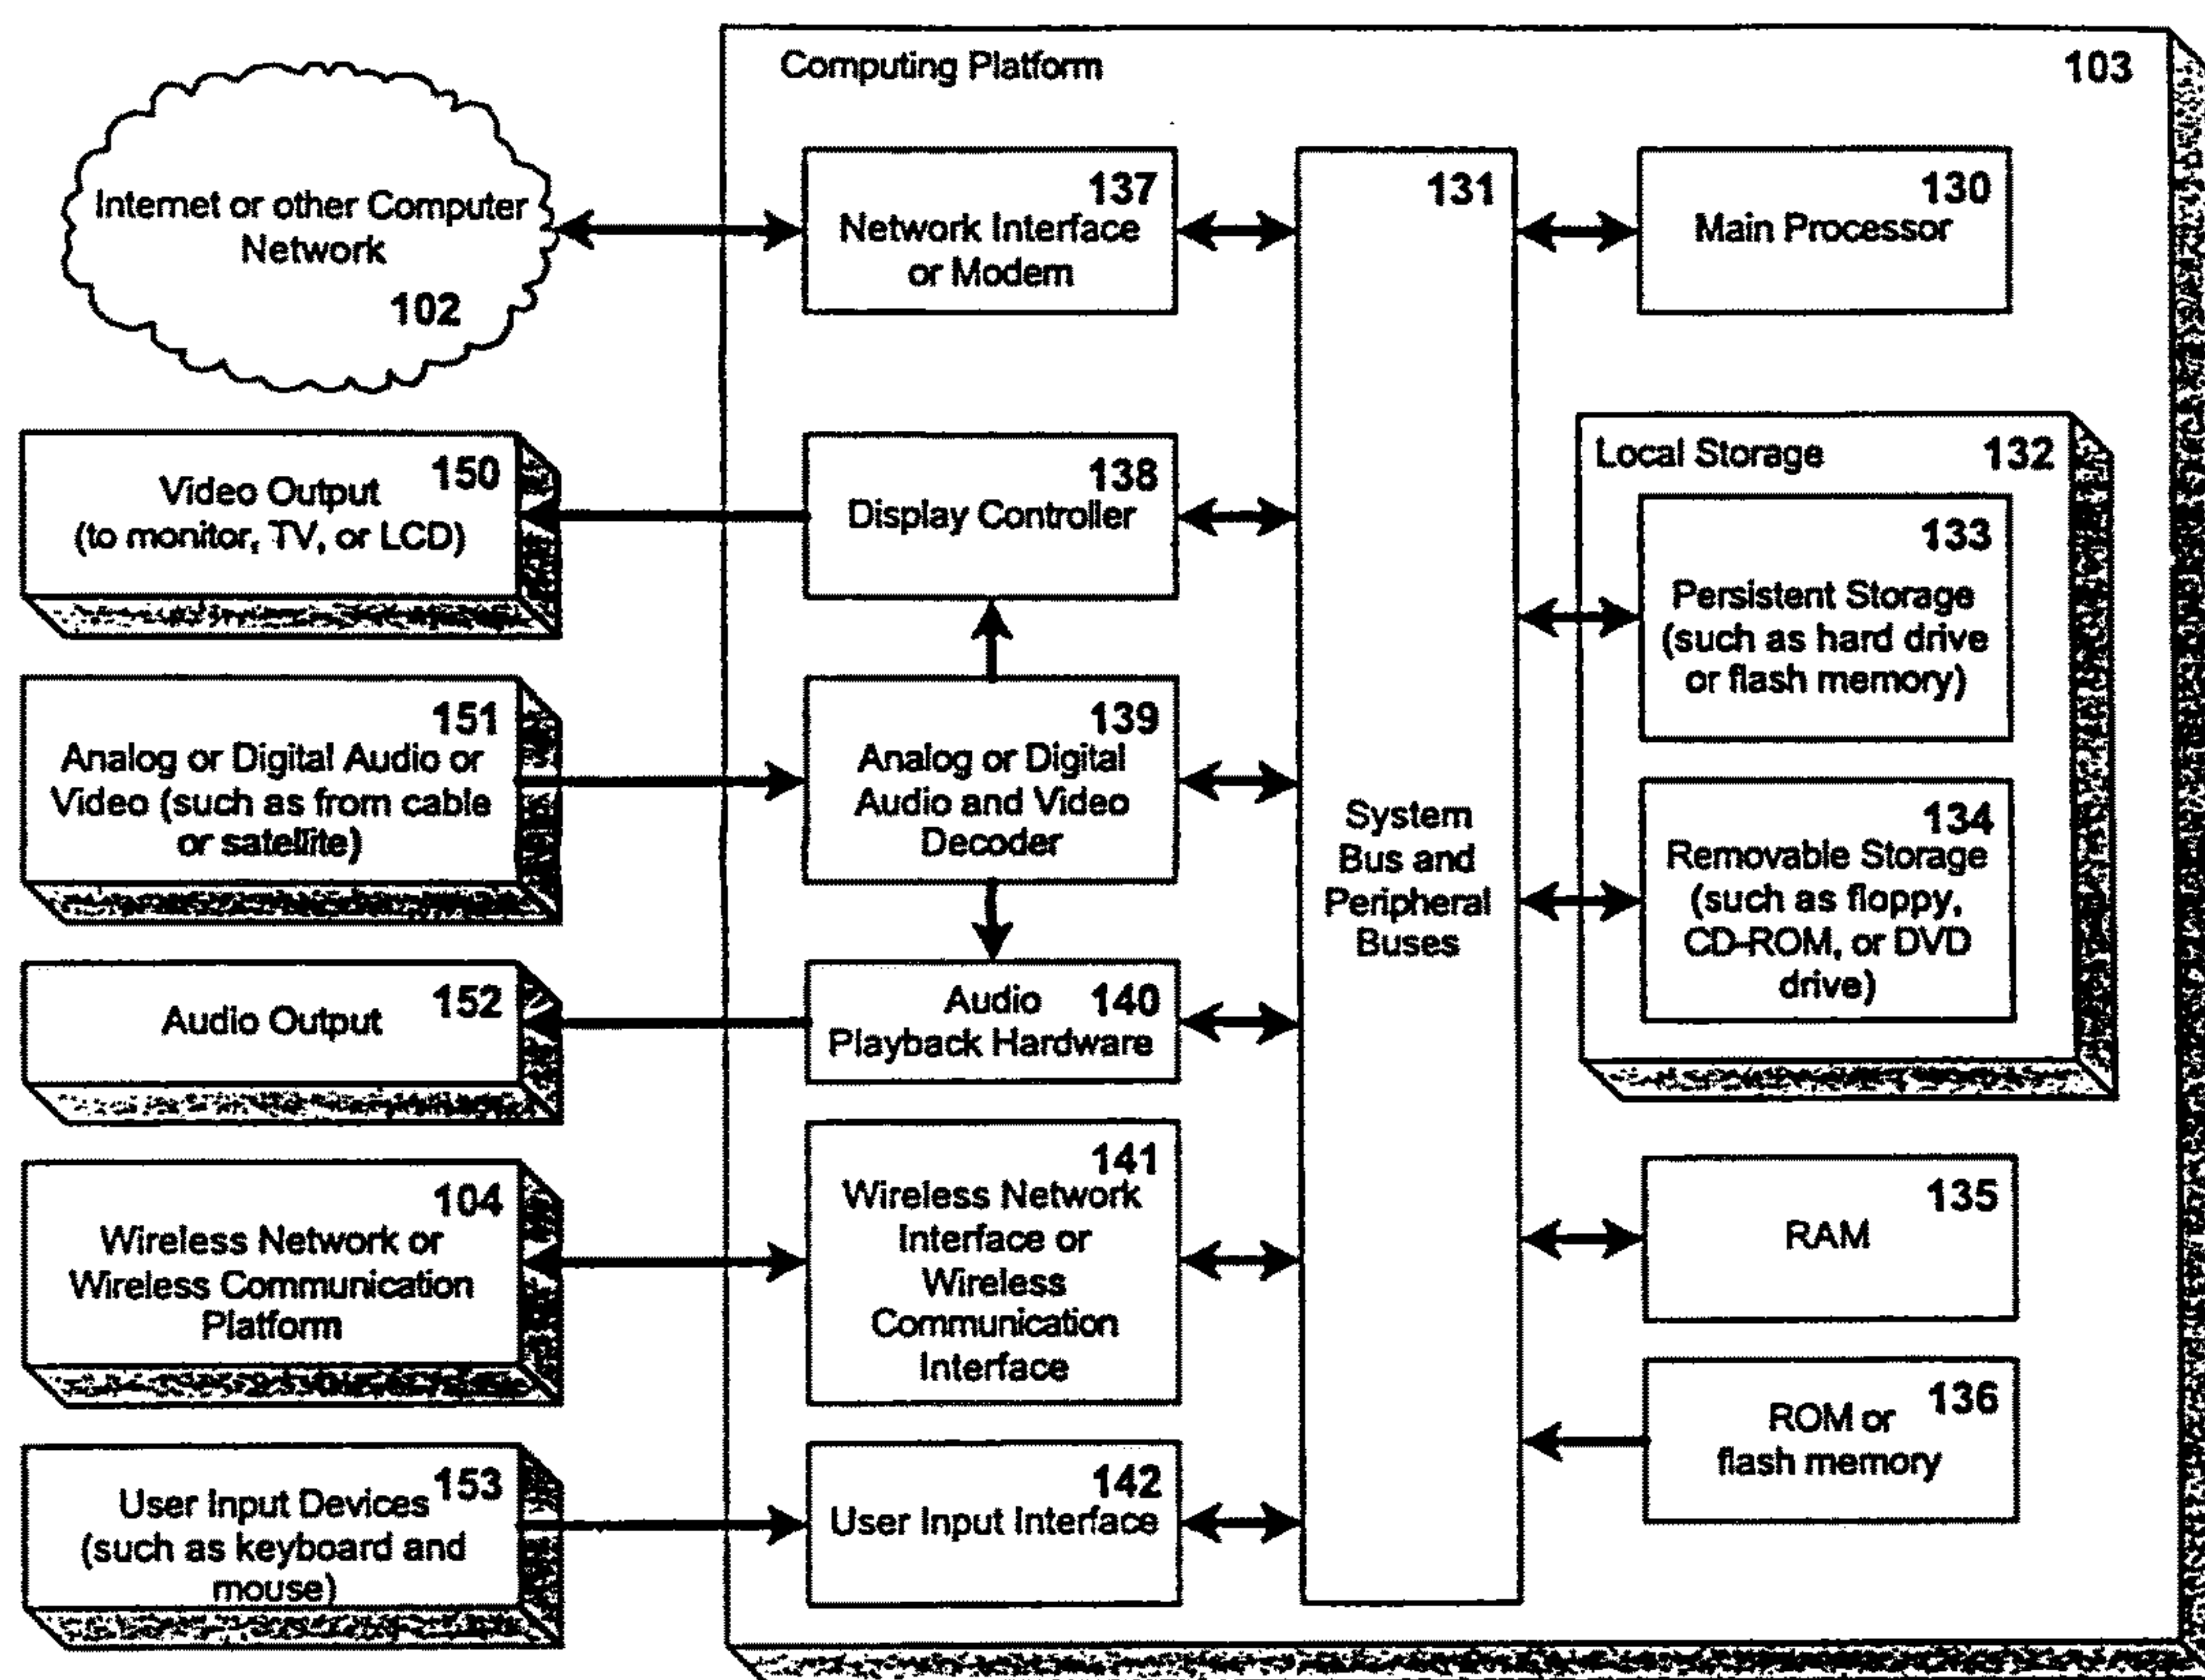 Computing Platform
103
Internet or other Computer
Network
102
137
Network Interface
or Modem
131
System
Bus and
Peripheral
Buses
130
Main Processor
150
Video Output
(to monitor, TV, or LCD)
138
Display Controller
Local Storage
132
133
Persistent Storage
(such as hard drive
or flash memory)
151
Analog or Digital Audio or
Video (such as from cable
or satellite)
139
Analog or Digital
Audio and Video
Decoder
134
Removable Storage
(such as floppy,
CD-ROM, or DVD
drive)
152
Audio Output
Audio 140
Playback Hardware
104
Wireless Network or
Wireless Communication
Platform
141
Wireless Network
Interface or
Wireless
Communication
Interface
135
RAM
136
ROM or
flash memory
153
User Input Devices
(such as keyboard and
mouse)
142
User Input Interface